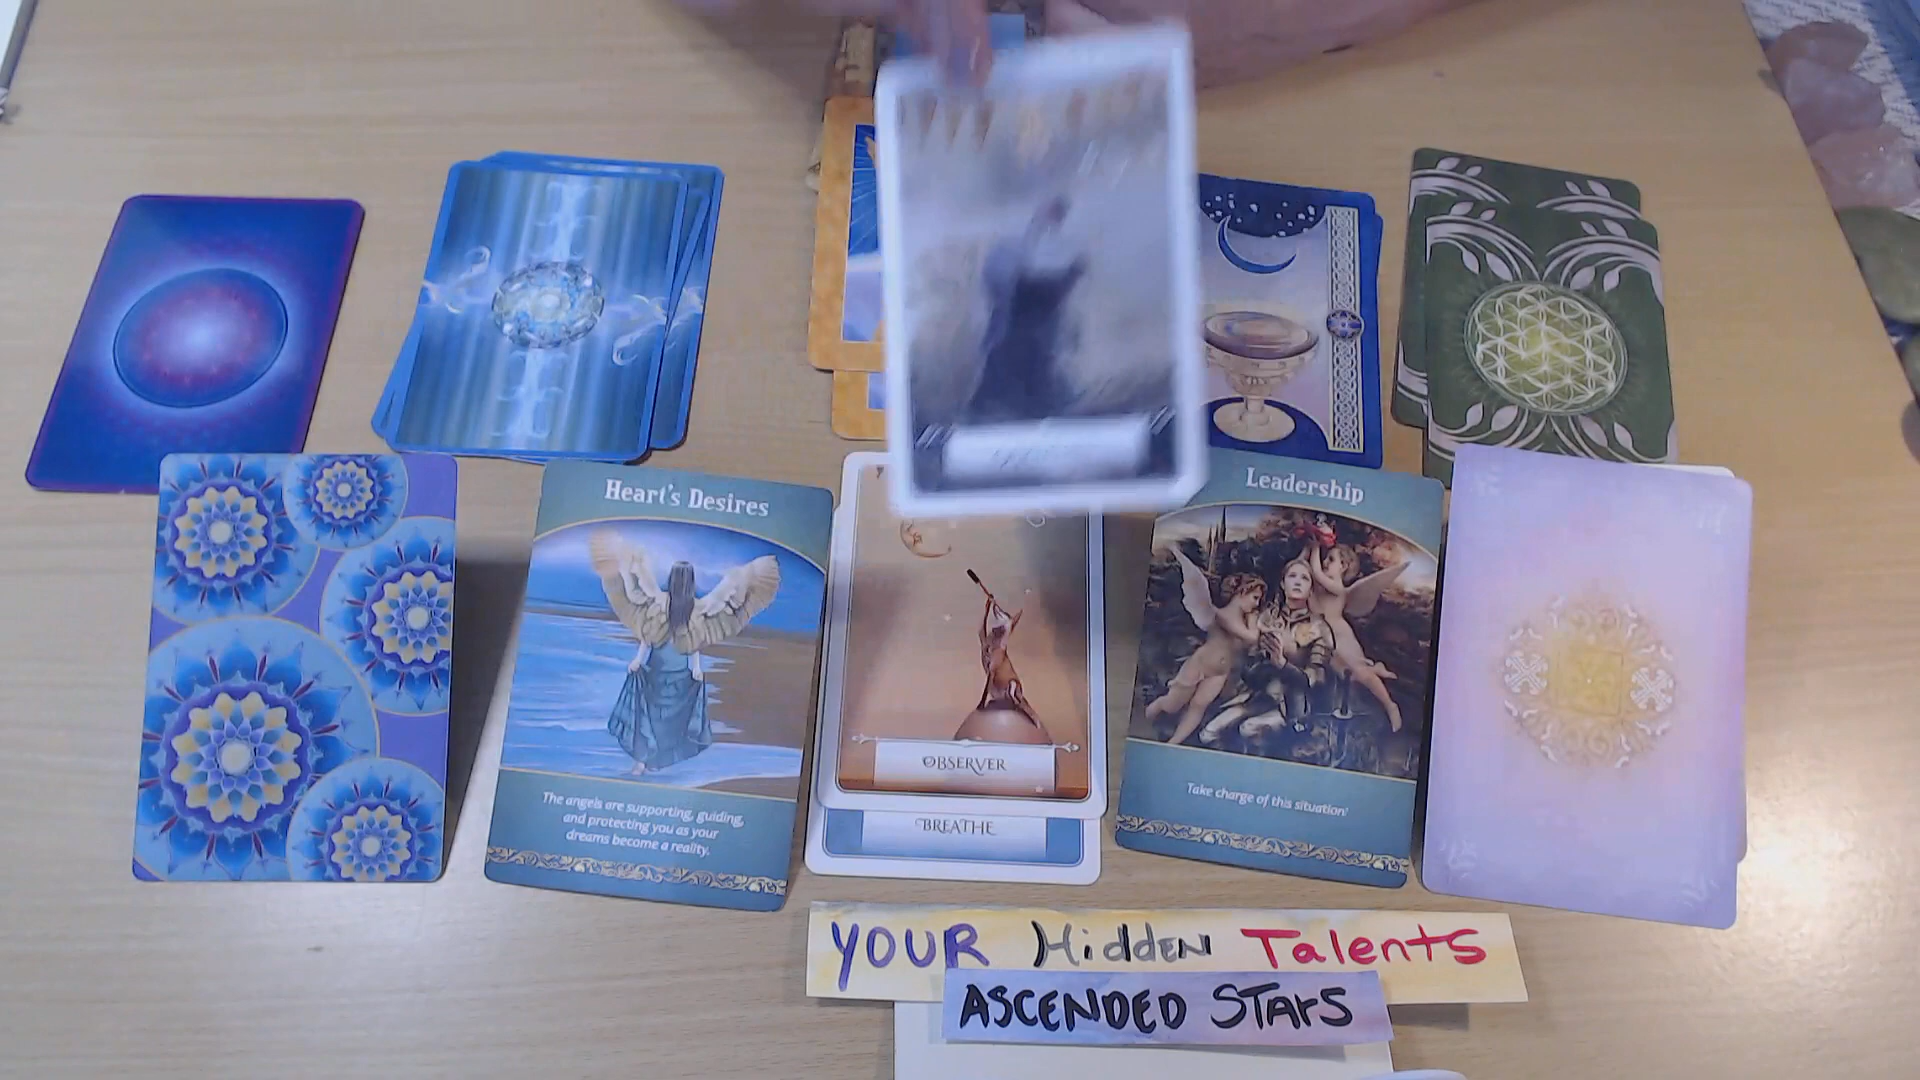 Heart's Desires
The angels are supporting, guiding,
and protecting you as your
dreams become a reality.
OBSERVER
BREATHE
Leadership
Take charge of this situation!
YOUR Hidden Talents
ASCENDED STARS